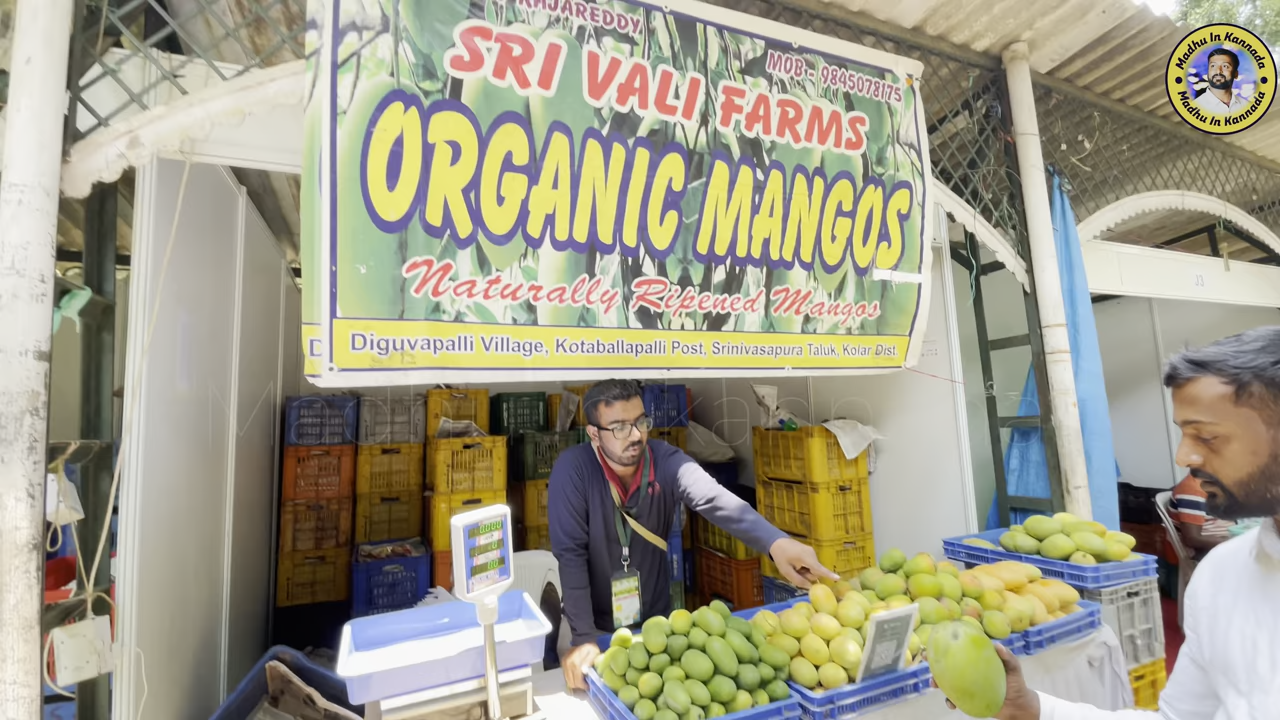 RAJAREDDY
SRI VALI FARMS
MOB - 9845078175
ORGANIC MANGOS
Naturally Ripened Mangos
Diguvapalli Village, Kotaballapalli Post, Srinivasapura Taluk, Kolar Dist.
D
J3
Madhu In Kannada
Madhu In Kannada